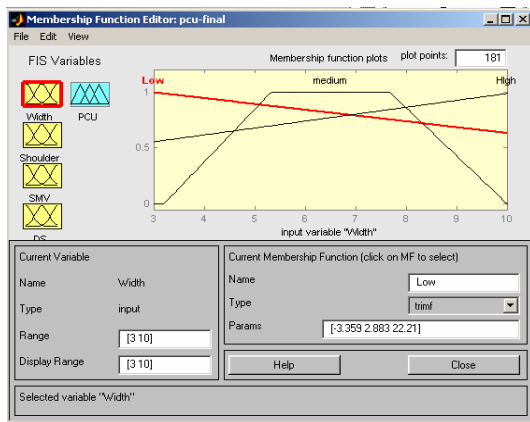 Membership Function Editor: pcu-final
File Edit View
FIS Variables
Membership function plots plot points: 181
Low medium High
Width PCU
Shoulder
SMV
DS
1
0.5
0
3 4 5 6 7 8 9 10
input variable "Width"
Current Variable
Name Width
Type input
Range [3 10]
Display Range [3 10]
Current Membership Function (click on MF to select)
Name Low
Type trimf
Params [-3.359 2.883 22.21]
Help Close
Selected variable "Width"